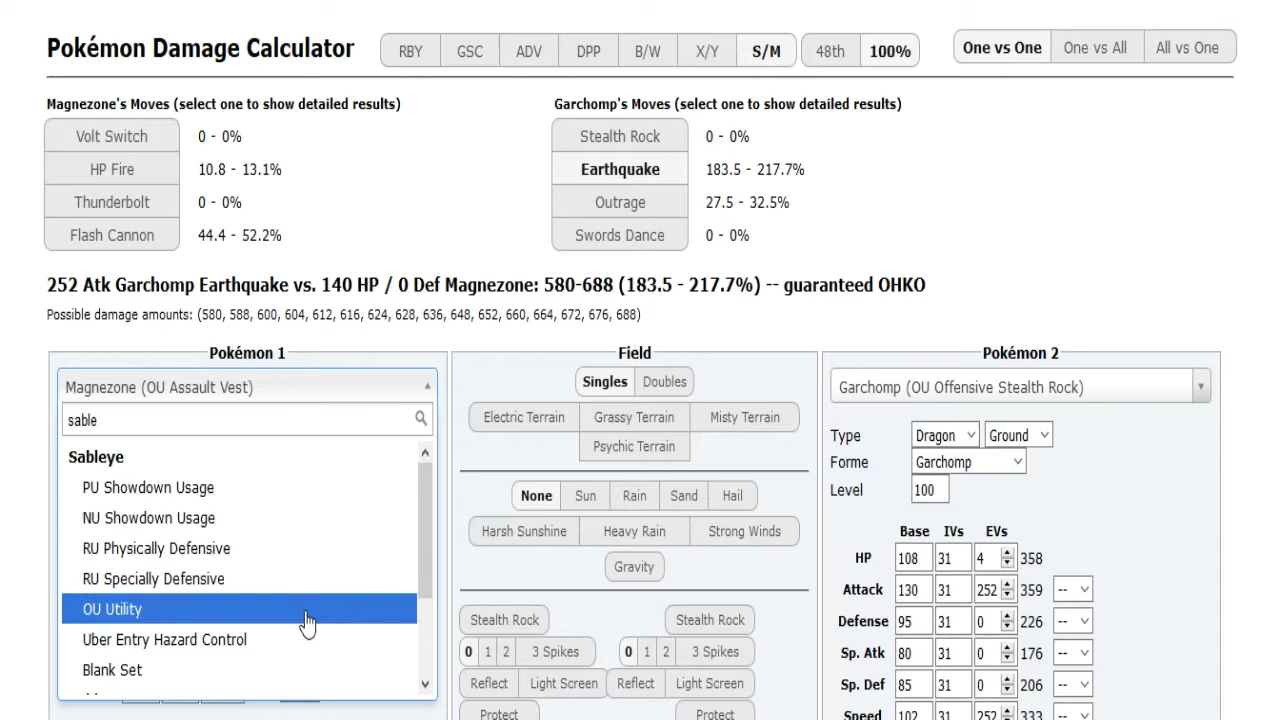 Pokémon Damage Calculator
RBY GSC ADV DPP B/W X/Y S/M 48th 100% One vs One One vs All All vs One
Magnezone's Moves (select one to show detailed results)
Volt Switch 0 - 0%
HP Fire 10.8 - 13.1%
Thunderbolt 0 - 0%
Flash Cannon 44.4 - 52.2%
Garchomp's Moves (select one to show detailed results)
Stealth Rock 0 - 0%
Earthquake 183.5 - 217.7%
Outrage 27.5 - 32.5%
Swords Dance 0 - 0%
252 Atk Garchomp Earthquake vs. 140 HP / 0 Def Magnezone: 580-688 (183.5 - 217.7%) -- guaranteed OHKO
Possible damage amounts: (580, 588, 600, 604, 612, 616, 624, 628, 636, 648, 652, 660, 664, 672, 676, 688)
Pokémon 1
Magnezone (OU Assault Vest)
sable
Sableye
PU Showdown Usage
NU Showdown Usage
RU Physically Defensive
RU Specially Defensive
OU Utility
Uber Entry Hazard Control
Blank Set
Field
Singles Doubles
Electric Terrain Grassy Terrain Misty Terrain
Psychic Terrain
None Sun Rain Sand Hail
Harsh Sunshine Heavy Rain Strong Winds
Gravity
Stealth Rock Stealth Rock
0 1 2 3 Spikes 0 1 2 3 Spikes
Reflect Light Screen Reflect Light Screen
Protect Protect
Pokémon 2
Garchomp (OU Offensive Stealth Rock)
Type Dragon Ground
Forme Garchomp
Level 100
Base IVs EVs
HP 108 31 4 358
Attack 130 31 252 359 --
Defense 95 31 0 226 --
Sp. Atk 80 31 0 176 --
Sp. Def 85 31 0 206 --
Speed 102 31 252 333 --